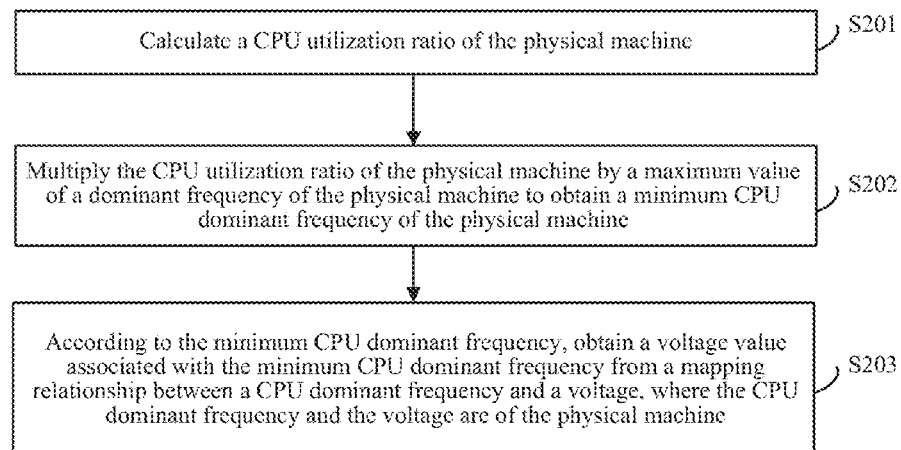 Calculate a CPU utilization ratio of the physical machine
S201
Multiply the CPU utilization ratio of the physical machine by a maximum value
of a dominant frequency of the physical machine to obtain a minimum CPU
dominant frequency of the physical machine
S202
According to the minimum CPU dominant frequency, obtain a voltage value
associated with the minimum CPU dominant frequency from a mapping
relationship between a CPU dominant frequency and a voltage, where the CPU
dominant frequency and the voltage are of the physical machine
S203